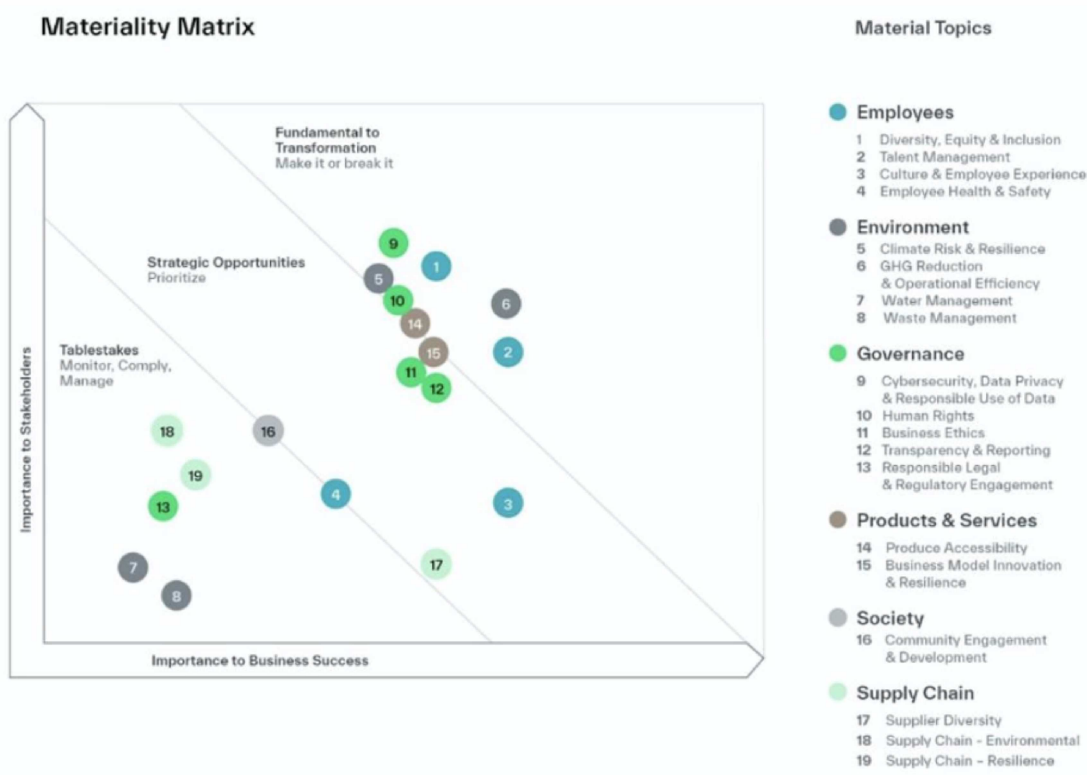 Materiality Matrix
Material Topics
Fundamental to
Transformation
Make it or break it
Strategic Opportunities
Prioritize
Tablestakes
Monitor, Comply,
Manage
9
1
5
10
6
14
15
2
11
12
18
16
19
4
13
3
17
7
8
Importance to Stakeholders
Importance to Business Success
Employees
1 Diversity, Equity & Inclusion
2 Talent Management
3 Culture & Employee Experience
4 Employee Health & Safety
Environment
5 Climate Risk & Resilience
6 GHG Reduction
& Operational Efficiency
7 Water Management
8 Waste Management
Governance
9 Cybersecurity, Data Privacy
& Responsible Use of Data
10 Human Rights
11 Business Ethics
12 Transparency & Reporting
13 Responsible Legal
& Regulatory Engagement
Products & Services
14 Produce Accessibility
15 Business Model Innovation
& Resilience
Society
16 Community Engagement
& Development
Supply Chain
17 Supplier Diversity
18 Supply Chain - Environmental
19 Supply Chain - Resilience